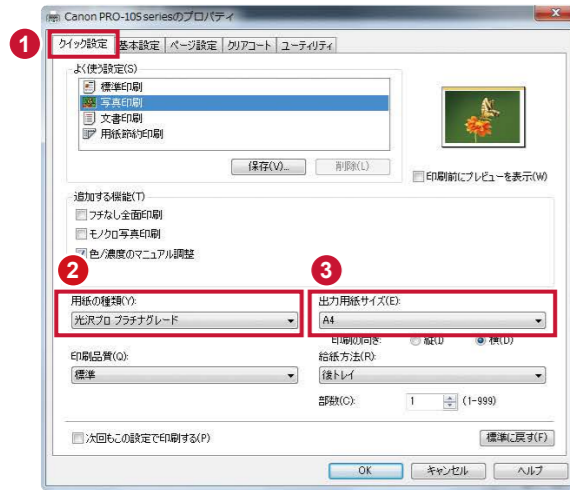 Canon PRO-10S seriesのプロパティ
1
クイック設定 基本設定 ページ設定 クリアコート ユーティリティ
よく使う設定(S)
標準印刷
写真印刷
文書印刷
用紙節約印刷
保存(V)... 削除(L)
印刷前にプレビューを表示(W)
追加する機能(T)
フチなし全面印刷
モノクロ写真印刷
色/濃度のマニュアル調整
2 3
用紙の種類(Y): 出力用紙サイズ(E):
光沢プロ プラチナグレード A4
印刷の向き: 縦(I) 横(D)
印刷品質(Q): 給紙方法(R):
標準 後トレイ
部数(C): 1 (1-999)
次回もこの設定で印刷する(P) 標準に戻す(F)
OK キャンセル ヘルプ